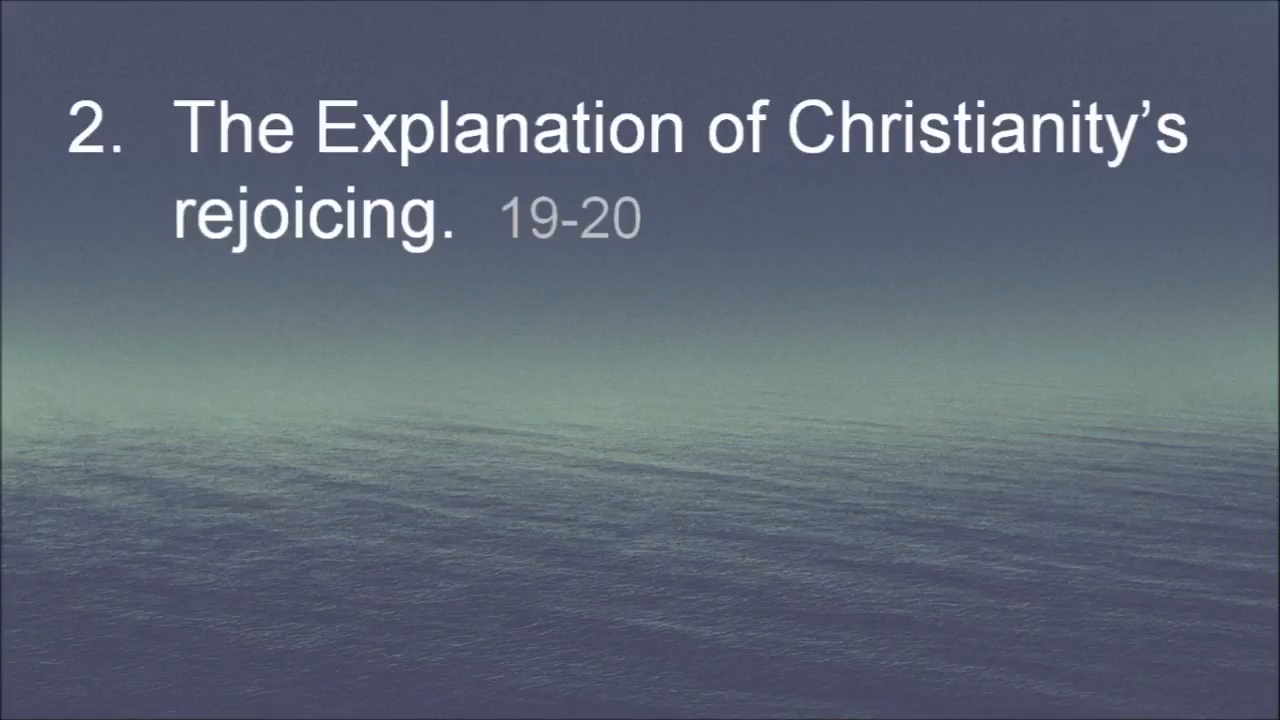 2. The Explanation of Christianity’s
rejoicing. 19-20